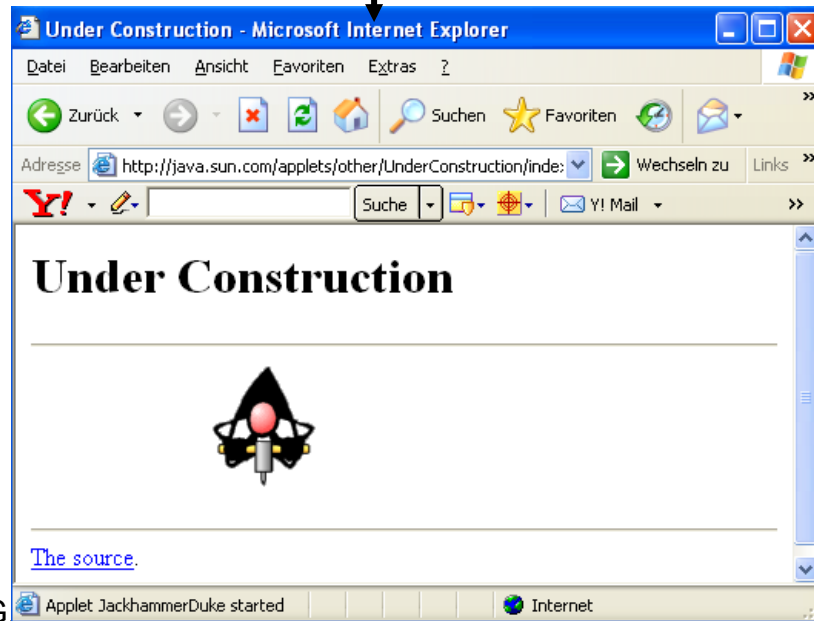 Under Construction - Microsoft Internet Explorer
Datei Bearbeiten Ansicht Favoriten Extras ?
Zurück Suchen Favoriten »
Adresse http://java.sun.com/applets/other/UnderConstruction/inde: Wechseln zu Links »
Y! Suche Y! Mail »
Under Construction
The source.
G Applet JackhammerDuke started Internet